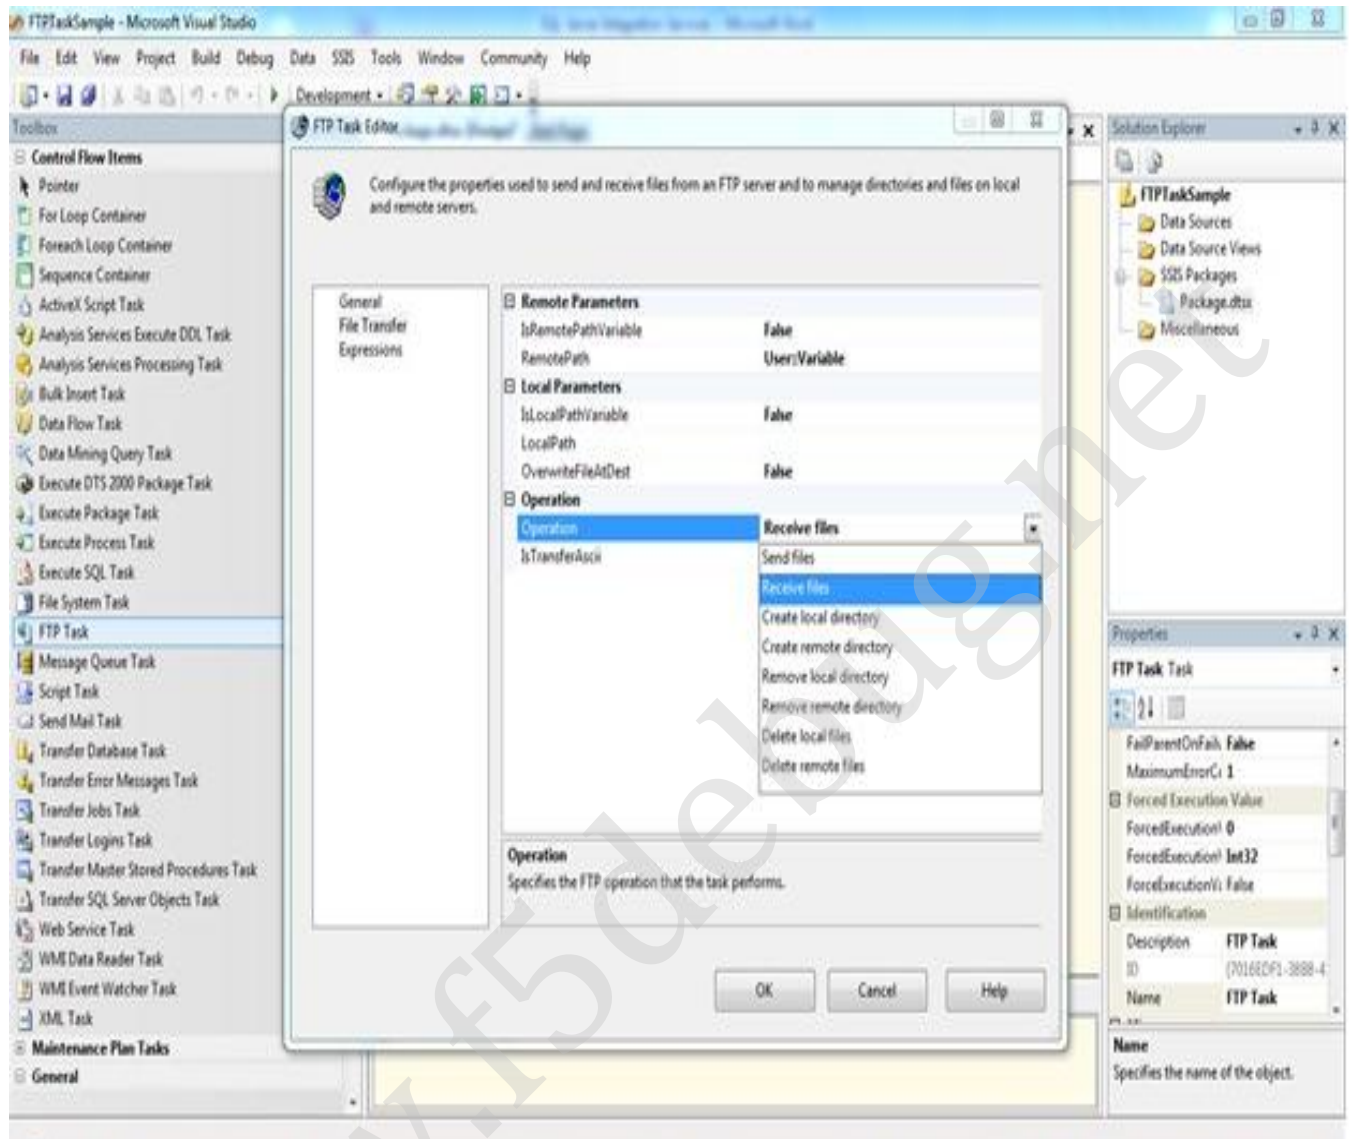 FTPTaskSample - Microsoft Visual Studio
File Edit View Project Build Debug Data SSIS Tools Window Community Help
Development
Toolbox
Control Flow Items
Pointer
For Loop Container
Foreach Loop Container
Sequence Container
ActiveX Script Task
Analysis Services Execute DDL Task
Analysis Services Processing Task
Bulk Insert Task
Data Flow Task
Data Mining Query Task
Execute DTS 2000 Package Task
Execute Package Task
Execute Process Task
Execute SQL Task
File System Task
FTP Task
Message Queue Task
Script Task
Send Mail Task
Transfer Database Task
Transfer Error Messages Task
Transfer Jobs Task
Transfer Logins Task
Transfer Master Stored Procedures Task
Transfer SQL Server Objects Task
Web Service Task
WMI Data Reader Task
WMI Event Watcher Task
XML Task
Maintenance Plan Tasks
General
FTP Task Editor
Configure the properties used to send and receive files from an FTP server and to manage directories and files on local
and remote servers.
General
File Transfer
Expressions
Remote Parameters
IsRemotePathVariable False
RemotePath User::Variable
Local Parameters
IsLocalPathVariable False
LocalPath
OverwriteFileAtDest False
Operation
Operation Receive files
IsTransferAscii
Send files
Receive files
Create local directory
Create remote directory
Remove local directory
Remove remote directory
Delete local files
Delete remote files
Operation
Specifies the FTP operation that the task performs.
OK Cancel Help
Solution Explorer
FTPTaskSample
Data Sources
Data Source Views
SSIS Packages
Package.dtsx
Miscellaneous
Properties
FTP Task Task
FailParentOnFail False
MaximumErrorC 1
Forced Execution Value
ForcedExecution 0
ForcedExecution Int32
ForceExecutionV False
Identification
Description FTP Task
ID {7016EDF1-3888-4
Name FTP Task
Name
Specifies the name of the object.
.f5debug.net